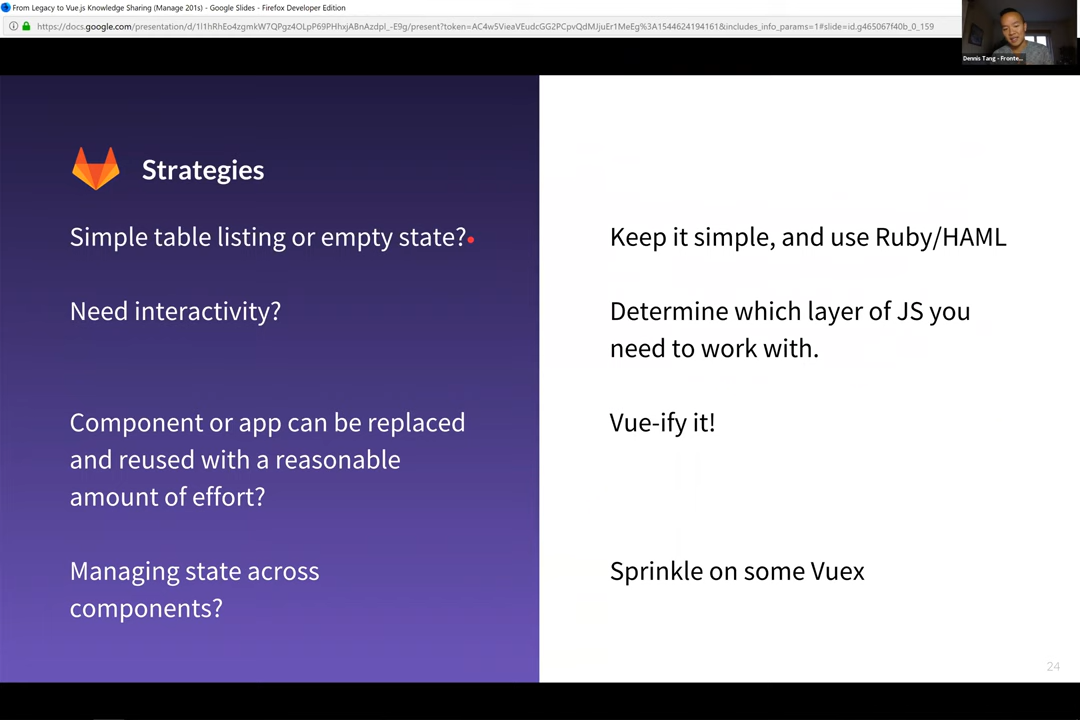 From Legacy to Vue.js Knowledge Sharing (Manage 201s) - Google Slides - Firefox Developer Edition
Dennis Tang - Fronte...
Strategies
Simple table listing or empty state?
Keep it simple, and use Ruby/HAML
Need interactivity?
Determine which layer of JS you
need to work with.
Component or app can be replaced
and reused with a reasonable
amount of effort?
Vue-ify it!
Managing state across
components?
Sprinkle on some Vuex
24